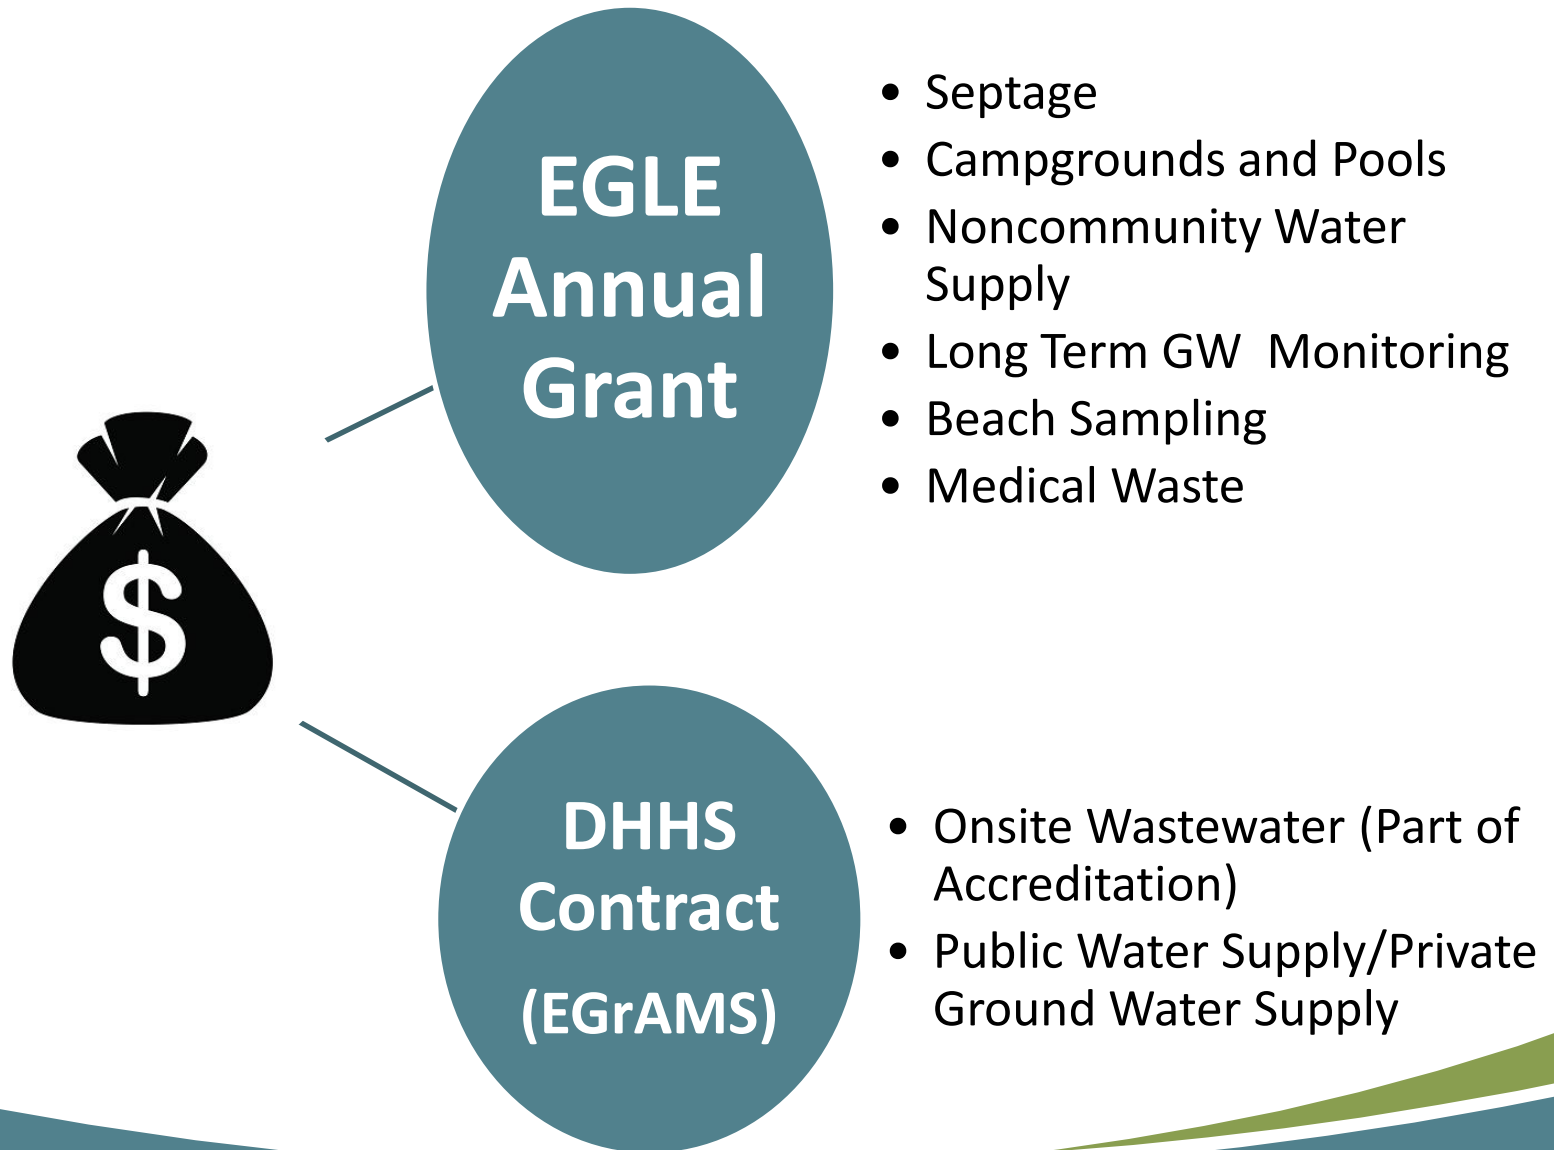 EGLE
Annual
Grant
• Septage
• Campgrounds and Pools
• Noncommunity Water
Supply
• Long Term GW  Monitoring
• Beach Sampling
• Medical Waste
$
DHHS
Contract
(EGrAMS)
• Onsite Wastewater (Part of
Accreditation)
• Public Water Supply/Private
Ground Water Supply